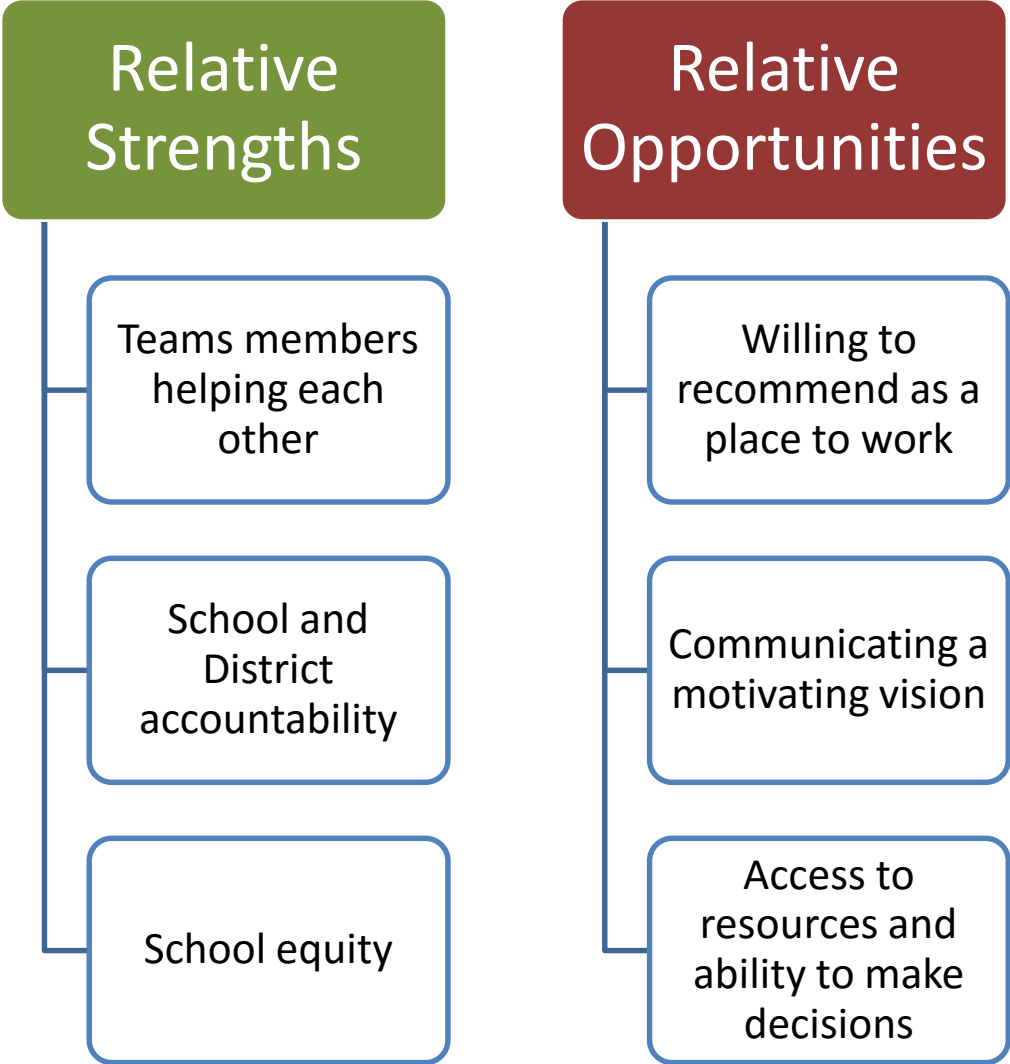 Relative
Strengths
Teams members
helping each
other
School and
District
accountability
School equity
Relative
Opportunities
Willing to
recommend as a
place to work
Communicating a
motivating vision
Access to
resources and
ability to make
decisions